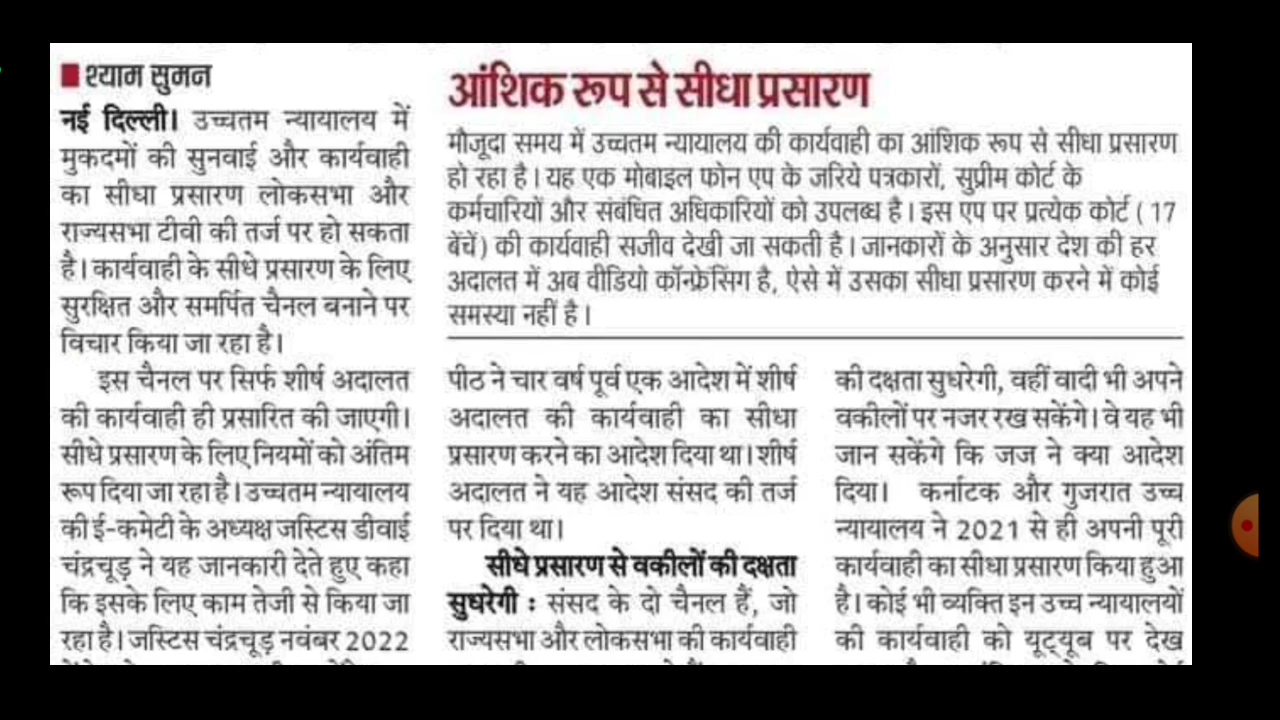 श्याम सुमन
नई दिल्ली। उच्चतम न्यायालय में
मुकदमों की सुनवाई और कार्यवाही
का सीधा प्रसारण लोकसभा और
राज्यसभा टीवी की तर्ज पर हो सकता
है। कार्यवाही के सीधे प्रसारण के लिए
सुरक्षित और समर्पित चैनल बनाने पर
विचार किया जा रहा है।
इस चैनल पर सिर्फ शीर्ष अदालत
की कार्यवाही ही प्रसारित की जाएगी।
सीधे प्रसारण के लिए नियमों को अंतिम
रूप दिया जा रहा है। उच्चतम न्यायालय
की ई-कमेटी के अध्यक्ष जस्टिस डीवाई
चंद्रचूड़ ने यह जानकारी देते हुए कहा
कि इसके लिए काम तेजी से किया जा
रहा है। जस्टिस चंद्रचूड़ नवंबर 2022
आंशिक रूप से सीधा प्रसारण
मौजूदा समय में उच्चतम न्यायालय की कार्यवाही का आंशिक रूप से सीधा प्रसारण
हो रहा है। यह एक मोबाइल फोन एप के जरिये पत्रकारों, सुप्रीम कोर्ट के
कर्मचारियों और संबंधित अधिकारियों को उपलब्ध है। इस एप पर प्रत्येक कोर्ट ( 17
बेंचें) की कार्यवाही सजीव देखी जा सकती है। जानकारों के अनुसार देश की हर
अदालत में अब वीडियो कॉन्फ्रेंसिंग है, ऐसे में उसका सीधा प्रसारण करने में कोई
समस्या नहीं है।
पीठ ने चार वर्ष पूर्व एक आदेश में शीर्ष
अदालत की कार्यवाही का सीधा
प्रसारण करने का आदेश दिया था। शीर्ष
अदालत ने यह आदेश संसद की तर्ज
पर दिया था।
सीधे प्रसारण से वकीलों की दक्षता
सुधरेगी : संसद के दो चैनल हैं, जो
राज्यसभा और लोकसभा की कार्यवाही
की दक्षता सुधरेगी, वहीं वादी भी अपने
वकीलों पर नजर रख सकेंगे। वे यह भी
जान सकेंगे कि जज ने क्या आदेश
दिया। कर्नाटक और गुजरात उच्च
न्यायालय ने 2021 से ही अपनी पूरी
कार्यवाही का सीधा प्रसारण किया हुआ
है। कोई भी व्यक्ति इन उच्च न्यायालयों
की कार्यवाही को यूट्यूब पर देख